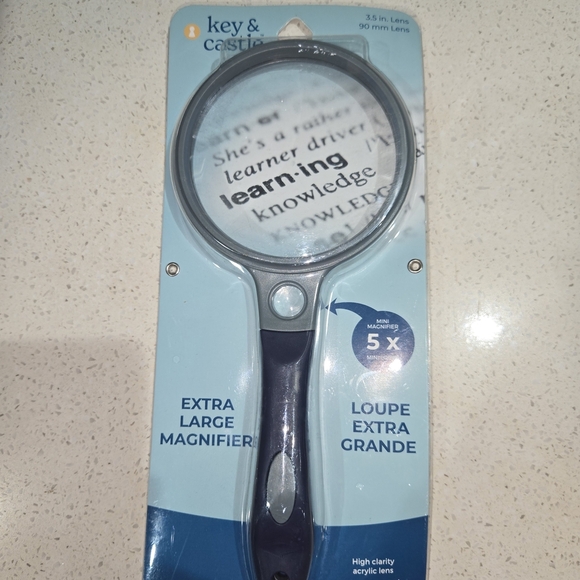 key &
castle
3.5 in. Lens
90 mm Lens
She's a rather
learner driver
learn·ing
knowledge
KNOWLEDG
MINI
MAGNIFIER
5 x
EXTRA
LARGE
MAGNIFIER
LOUPE
EXTRA
GRANDE
High clarity
acrylic lens